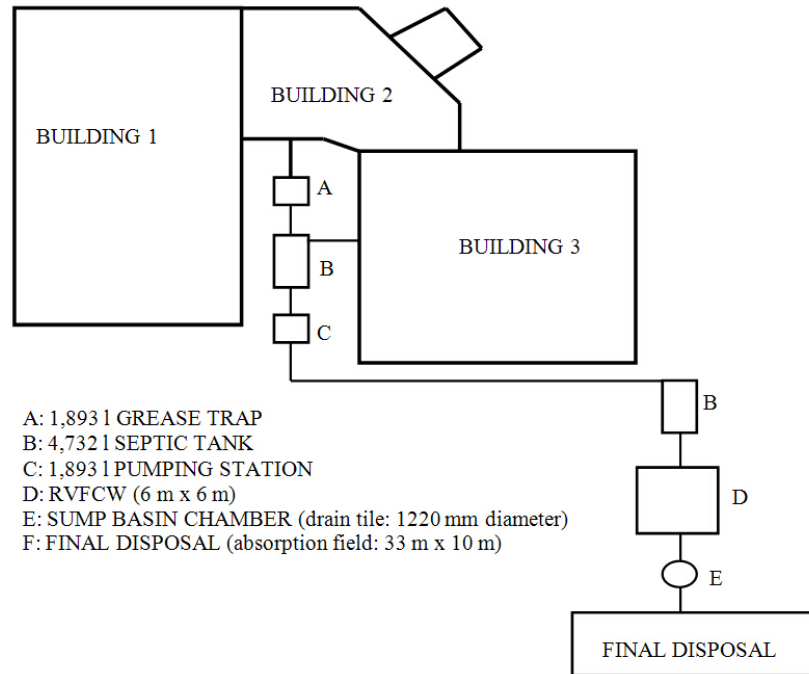 BUILDING 2
BUILDING 1
A
BUILDING 3
B
C
B
A: 1,893 l GREASE TRAP
B: 4,732 l SEPTIC TANK
C: 1,893 l PUMPING STATION
D: RVFCW (6 m x 6 m)
E: SUMP BASIN CHAMBER (drain tile: 1220 mm diameter)
F: FINAL DISPOSAL (absorption field: 33 m x 10 m)
D
E
FINAL DISPOSAL